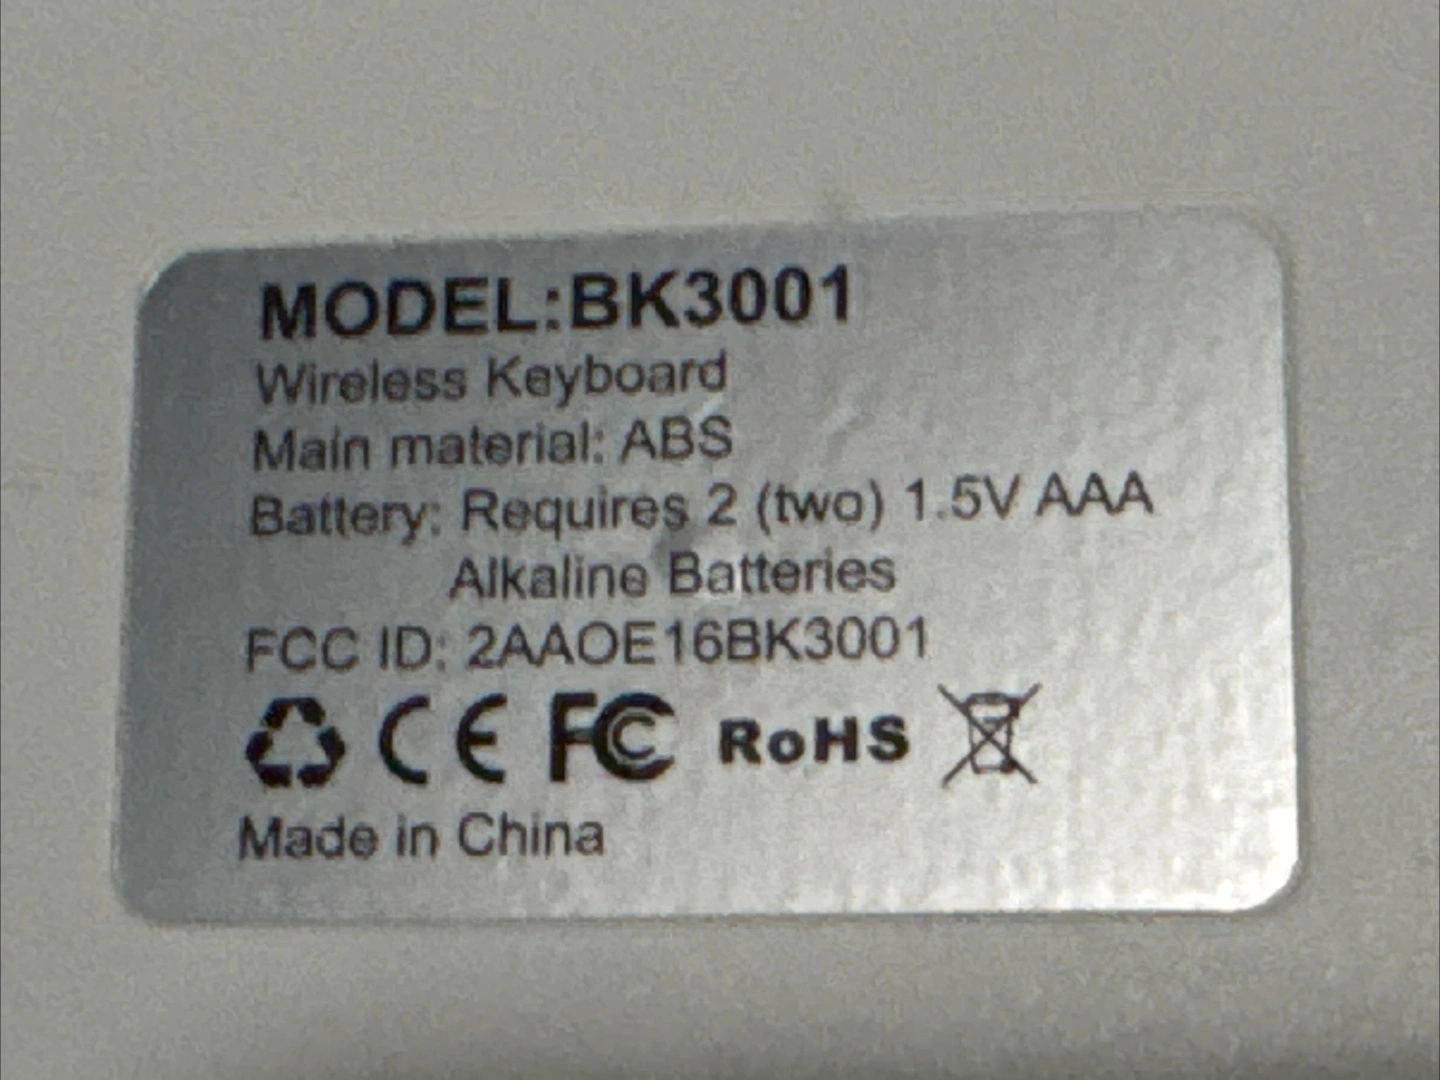 MODEL:BK3001
Wireless Keyboard
Main material: ABS
Battery: Requires 2 (two) 1.5V AAA
Alkaline Batteries
FCC ID: 2AAOE16BK3001
CE FC RoHS
Made in China